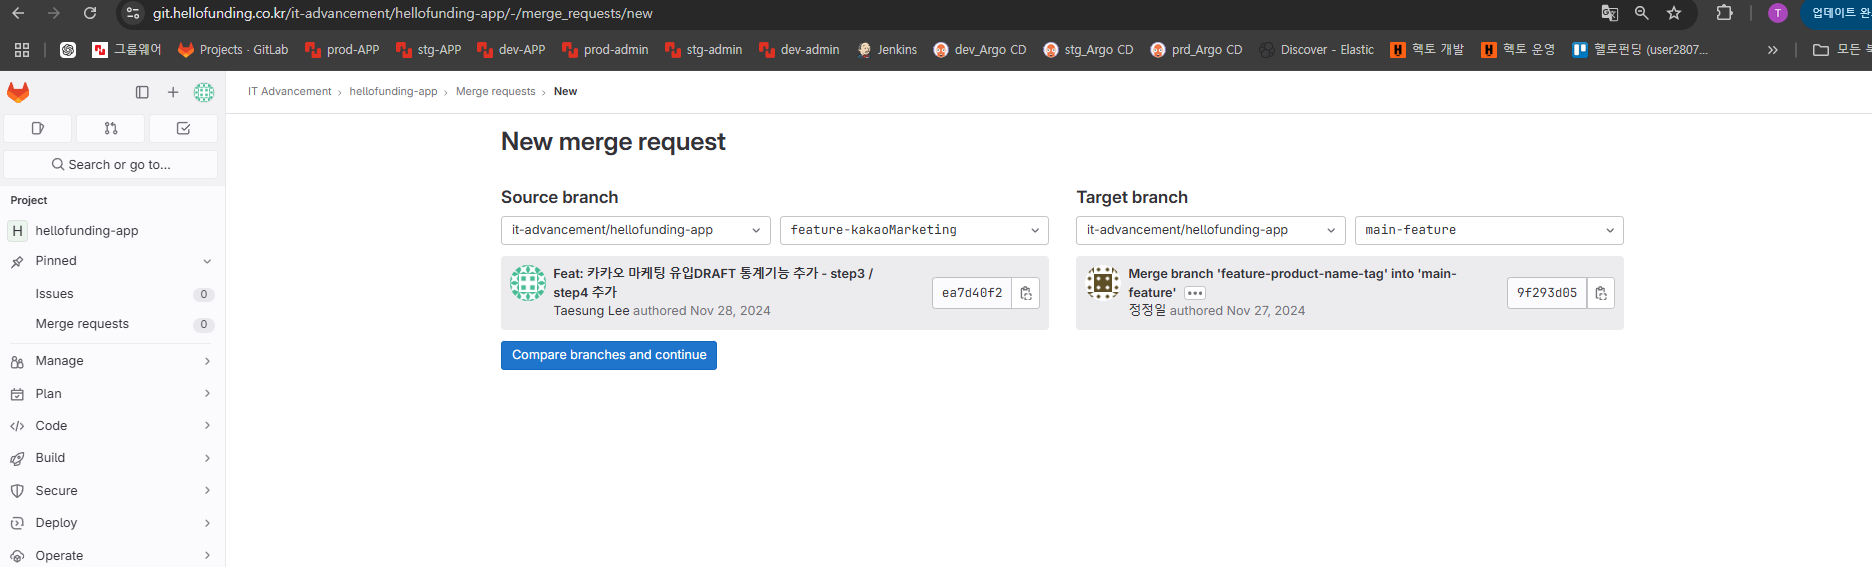 git.hellofunding.co.kr/it-advancement/hellofunding-app/-/merge_requests/new
T
업데이트 완
그룹웨어
Projects · GitLab
prod-APP
stg-APP
dev-APP
prod-admin
stg-admin
dev-admin
Jenkins
dev_Argo CD
stg_Argo CD
prd_Argo CD
Discover - Elastic
헥토 개발
헥토 운영
헬로펀딩 (user2807...
»
모든 북
IT Advancement › hellofunding-app › Merge requests › New
Search or go to...
Project
H hellofunding-app
Pinned
Issues 0
Merge requests 0
Manage
Plan
Code
Build
Secure
Deploy
Operate
New merge request
Source branch
it-advancement/hellofunding-app
feature-kakaoMarketing
Feat: 카카오 마케팅 유입DRAFT 통계기능 추가 - step3 /
step4 추가
Taesung Lee authored Nov 28, 2024
ea7d40f2
Target branch
it-advancement/hellofunding-app
main-feature
Merge branch 'feature-product-name-tag' into 'main-
feature'
정정일 authored Nov 27, 2024
9f293d05
Compare branches and continue